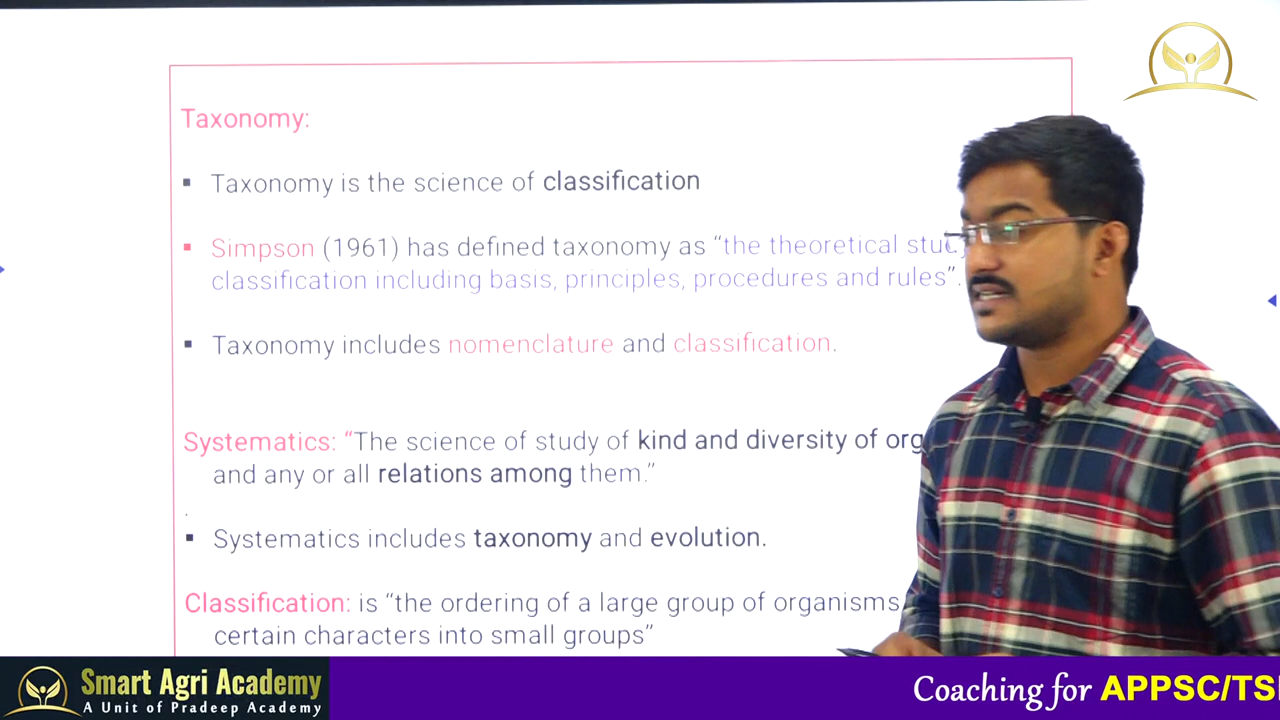 Taxonomy:
▪ Taxonomy is the science of classification
▪ Simpson (1961) has defined taxonomy as “the theoretical
classification including basis, principles, procedures and rules”.
▪ Taxonomy includes nomenclature and classification.
Systematics: “The science of study of kind and diversity of
and any or all relations among them.”
.
▪ Systematics includes taxonomy and evolution.
Classification: is “the ordering of a large group of organisms
certain characters into small groups”
Smart Agri Academy
A Unit of Pradeep Academy
Coaching for APPSC/